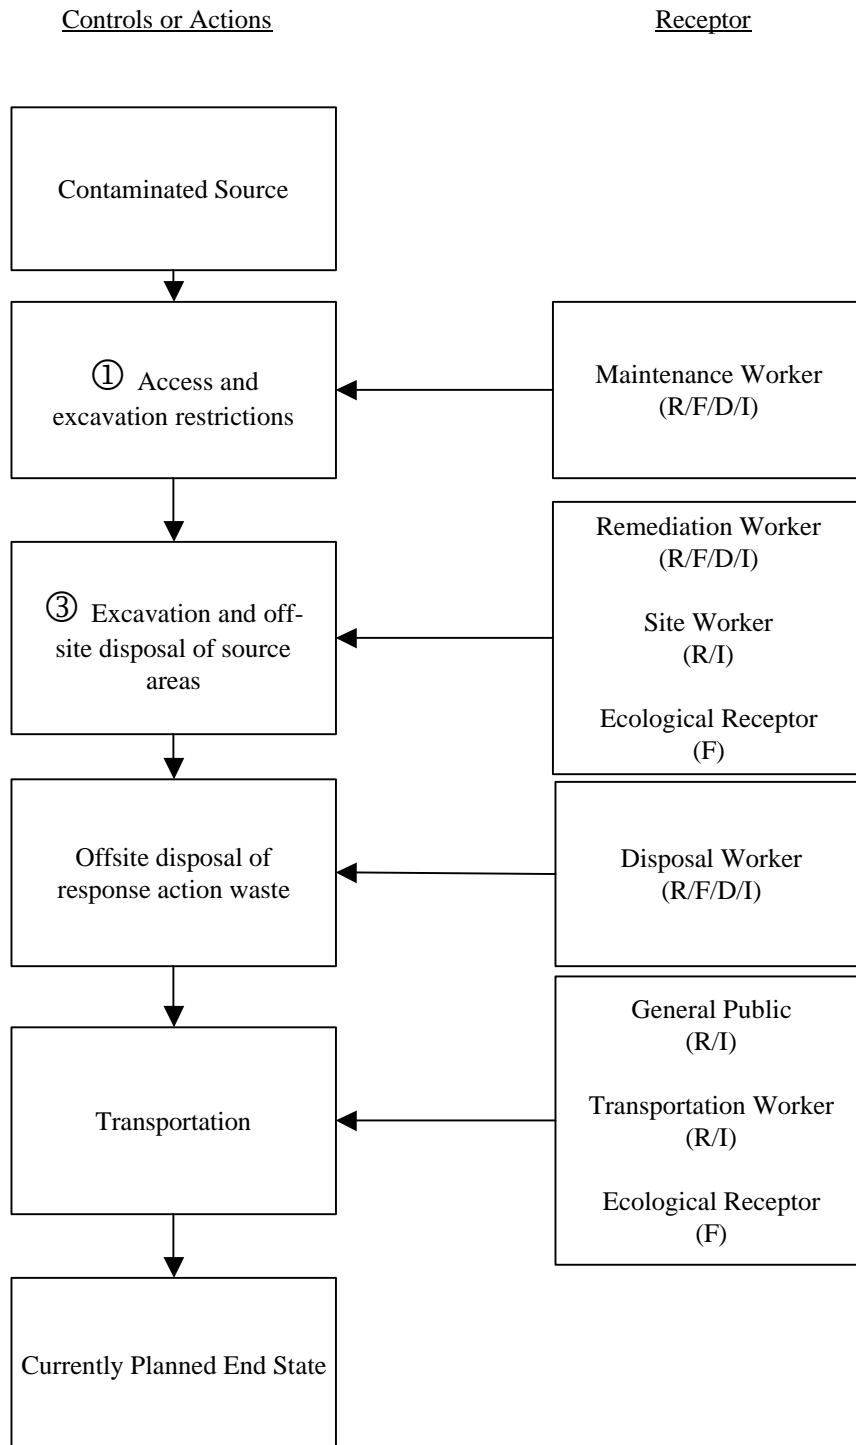 Controls or Actions
Receptor
Contaminated Source
① Access and
excavation restrictions
Maintenance Worker
(R/F/D/I)
③ Excavation and off-
site disposal of source
areas
Remediation Worker
(R/F/D/I)
Site Worker
(R/I)
Ecological Receptor
(F)
Offsite disposal of
response action waste
Disposal Worker
(R/F/D/I)
Transportation
General Public
(R/I)
Transportation Worker
(R/I)
Ecological Receptor
(F)
Currently Planned End State